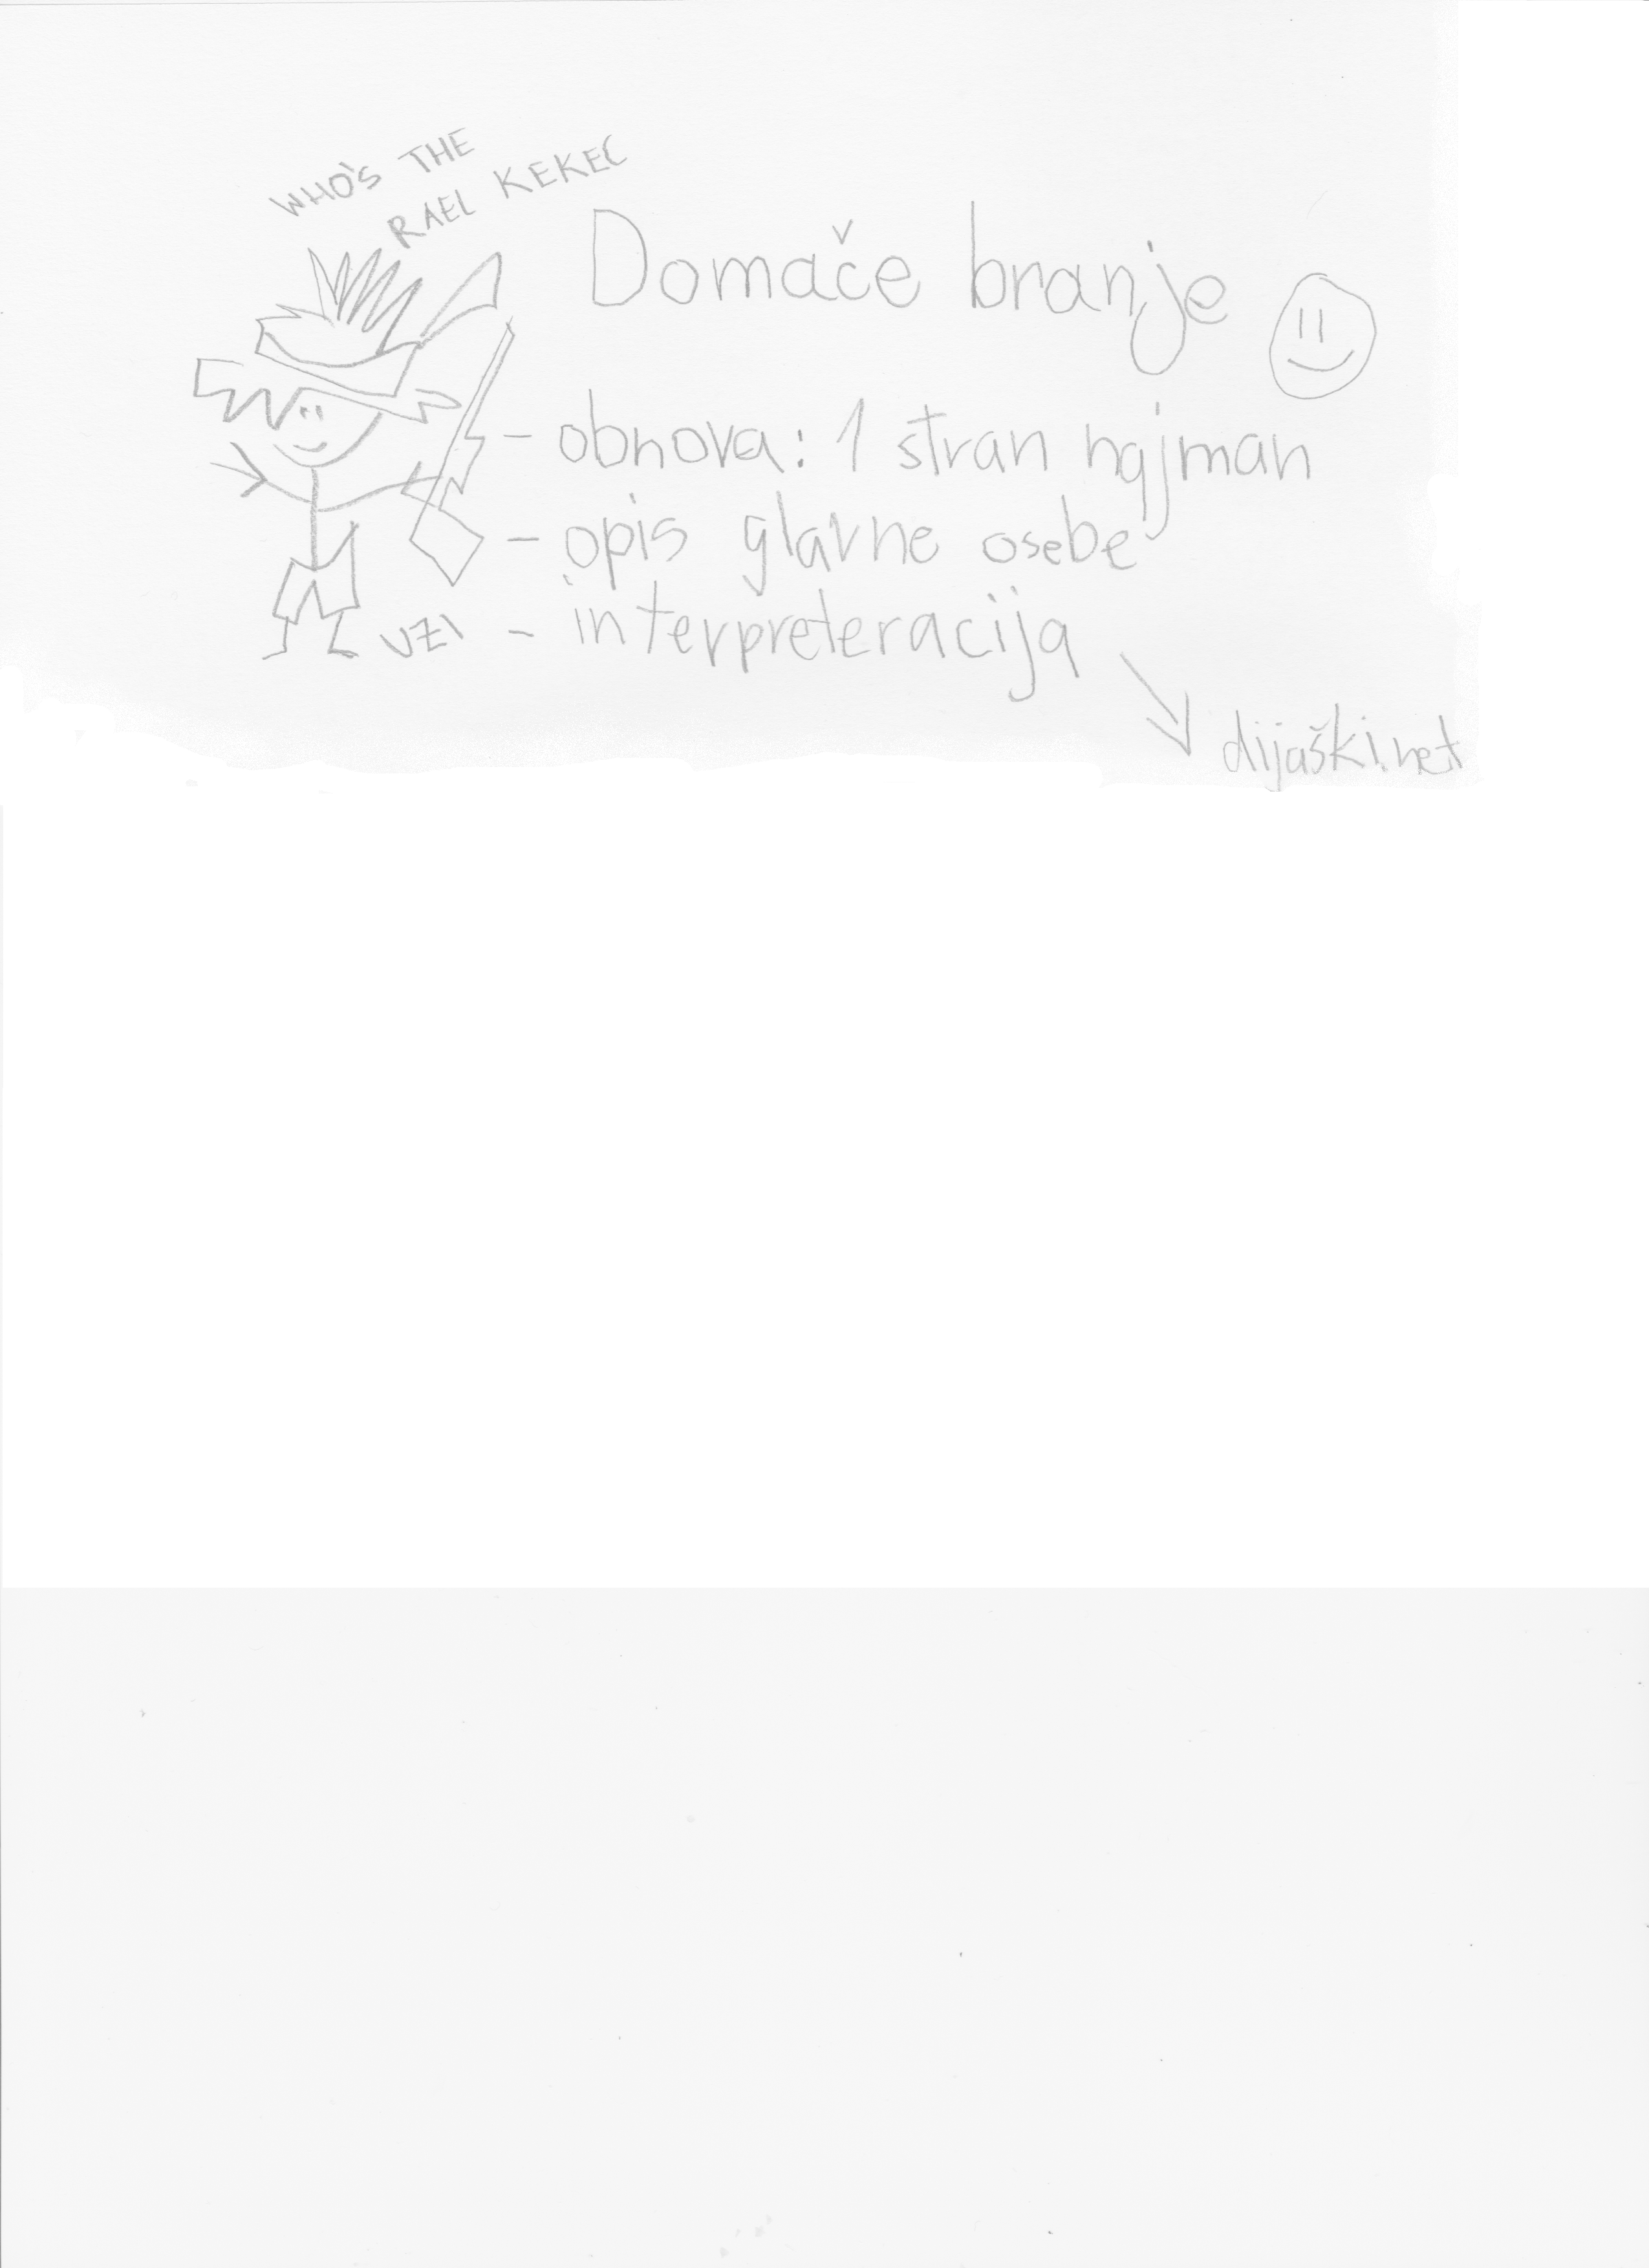 WHO'S THE
RAEL KEKEC
Domače branje
- obnova: 1 stran najman
- opis glavne osebe
UZI
- interpreteracija
dijaški.net